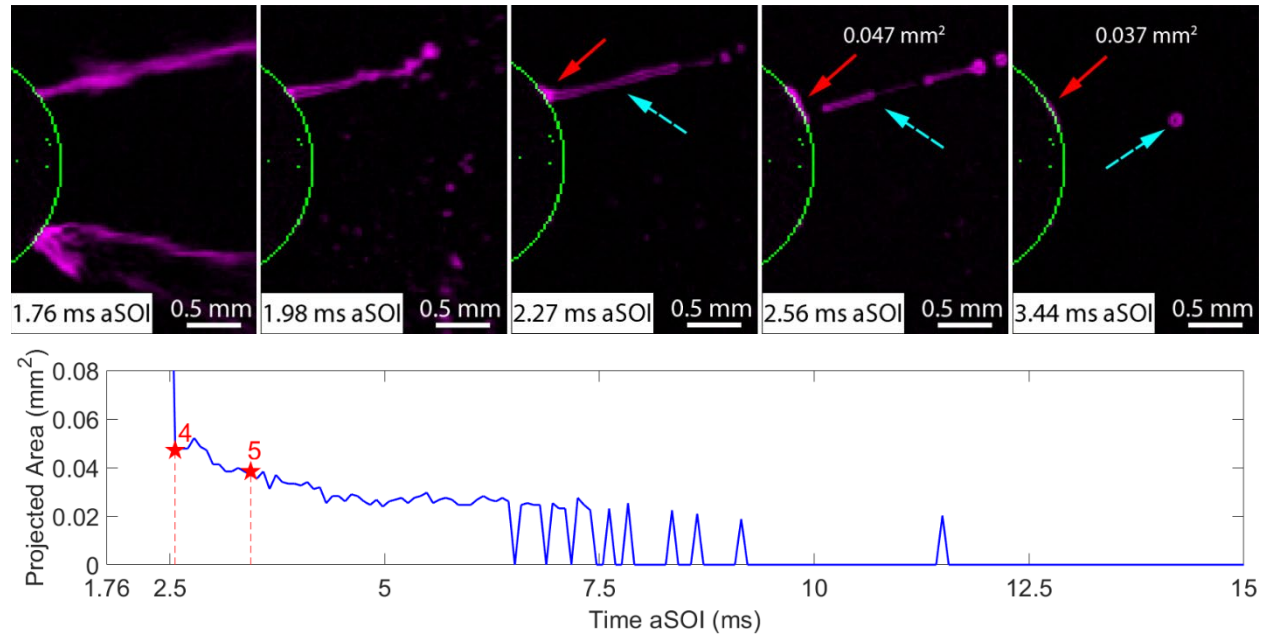 0.047 mm²
0.037 mm²
1.76 ms aSOI
0.5 mm
1.98 ms aSOI
0.5 mm
2.27 ms aSOI
0.5 mm
2.56 ms aSOI
0.5 mm
3.44 ms aSOI
0.5 mm
Projected Area (mm²)
0.08
0.06
0.04
0.02
0
4
5
1.76
2.5
5
7.5
10
12.5
15
Time aSOI (ms)